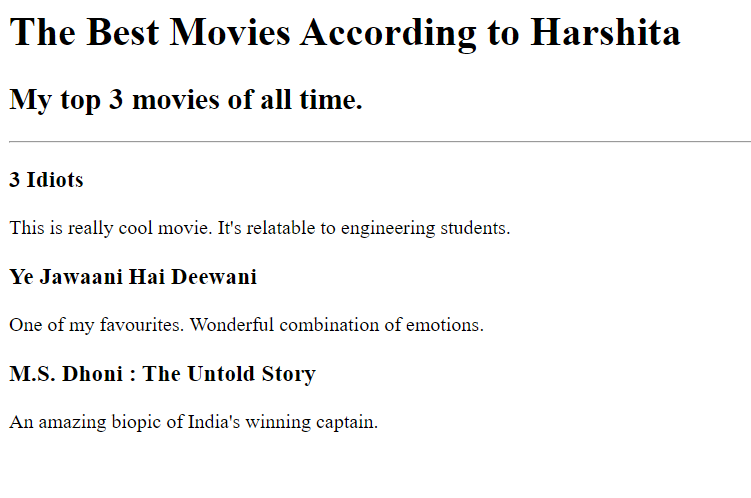 The Best Movies According to Harshita
My top 3 movies of all time.
3 Idiots
This is really cool movie. It's relatable to engineering students.
Ye Jawaani Hai Deewani
One of my favourites. Wonderful combination of emotions.
M.S. Dhoni : The Untold Story
An amazing biopic of India's winning captain.